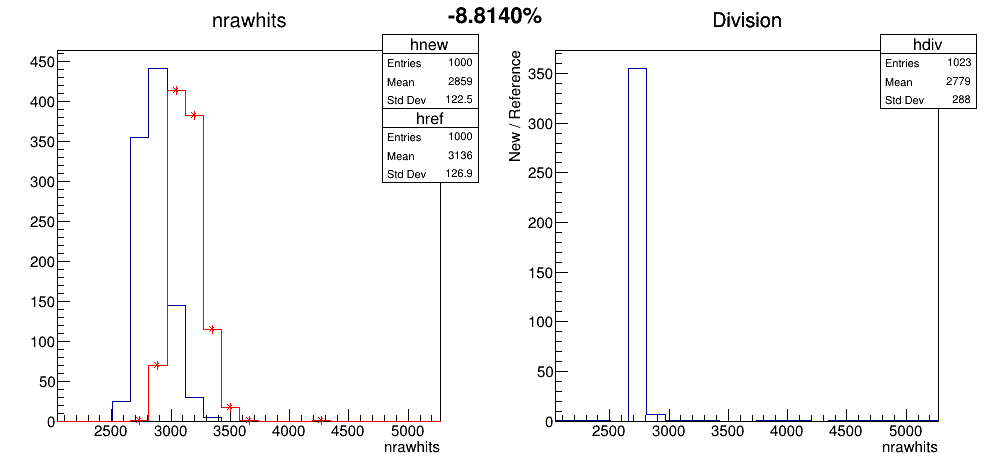 -8.8140%
nrawhits
hnew
Entries 1000
Mean 2859
Std Dev 122.5
href
Entries 1000
Mean 3136
Std Dev 126.9
450
400
350
300
250
200
150
100
50
0
2500 3000 3500 4000 4500 5000
nrawhits
Division
hdiv
Entries 1023
Mean 2779
Std Dev 288
New / Reference
350
300
250
200
150
100
50
0
2500 3000 3500 4000 4500 5000
nrawhits